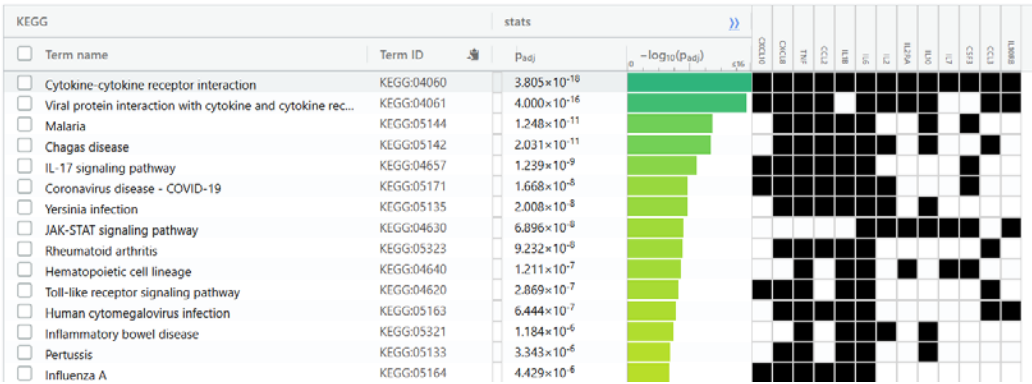 KEGG stats »
Term name Term ID Padj −log10(Padj)
0 ≤16
CXCL10 CXCL8 TNF CCL2 IL1B IL6 IL2 IL2RA IL10 IL7 CSF3 CCL3 IL10RB
Cytokine-cytokine receptor interaction KEGG:04060 3.805×10-18
Viral protein interaction with cytokine and cytokine rec... KEGG:04061 4.000×10-16
Malaria KEGG:05144 1.248×10-11
Chagas disease KEGG:05142 2.031×10-11
IL-17 signaling pathway KEGG:04657 1.239×10-9
Coronavirus disease - COVID-19 KEGG:05171 1.668×10-8
Yersinia infection KEGG:05135 2.008×10-8
JAK-STAT signaling pathway KEGG:04630 6.896×10-8
Rheumatoid arthritis KEGG:05323 9.232×10-8
Hematopoietic cell lineage KEGG:04640 1.211×10-7
Toll-like receptor signaling pathway KEGG:04620 2.869×10-7
Human cytomegalovirus infection KEGG:05163 6.444×10-7
Inflammatory bowel disease KEGG:05321 1.184×10-6
Pertussis KEGG:05133 3.343×10-6
Influenza A KEGG:05164 4.429×10-6